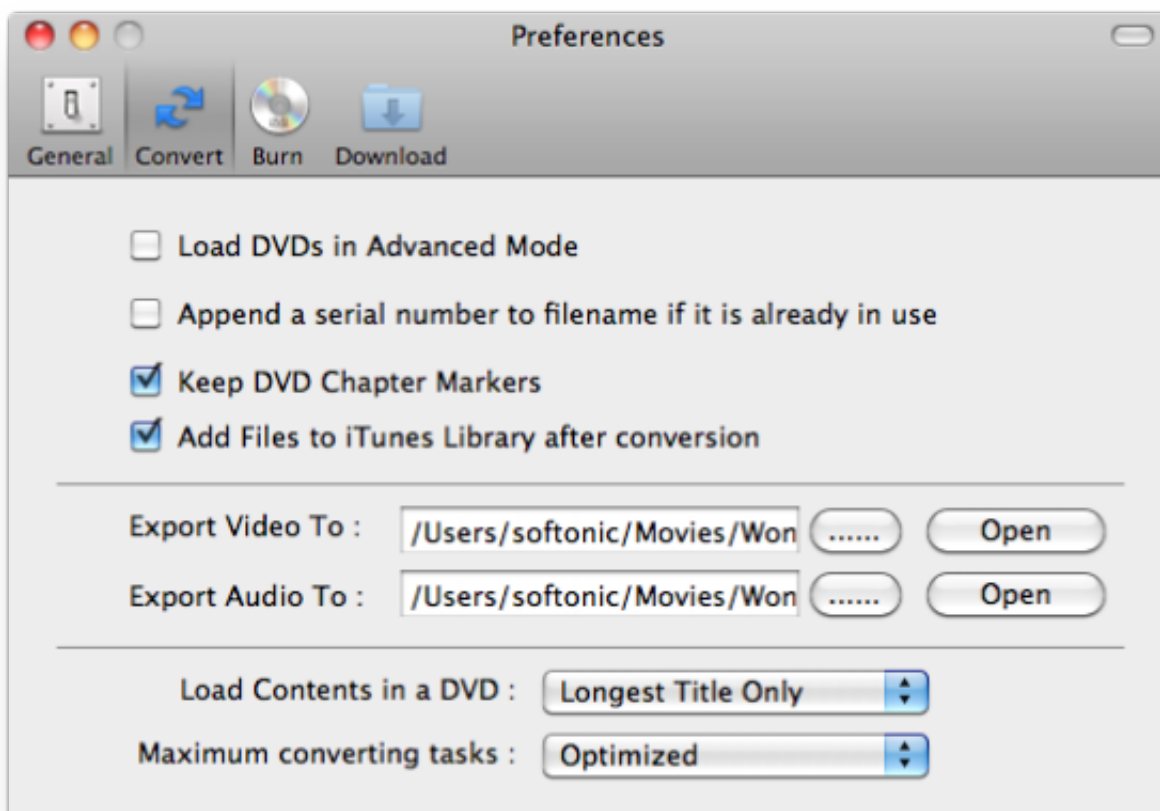 Preferences
General Convert Burn Download
Load DVDs in Advanced Mode
Append a serial number to filename if it is already in use
Keep DVD Chapter Markers
Add Files to iTunes Library after conversion
Export Video To : /Users/softonic/Movies/Won ...... Open
Export Audio To : /Users/softonic/Movies/Won ...... Open
Load Contents in a DVD : Longest Title Only
Maximum converting tasks : Optimized